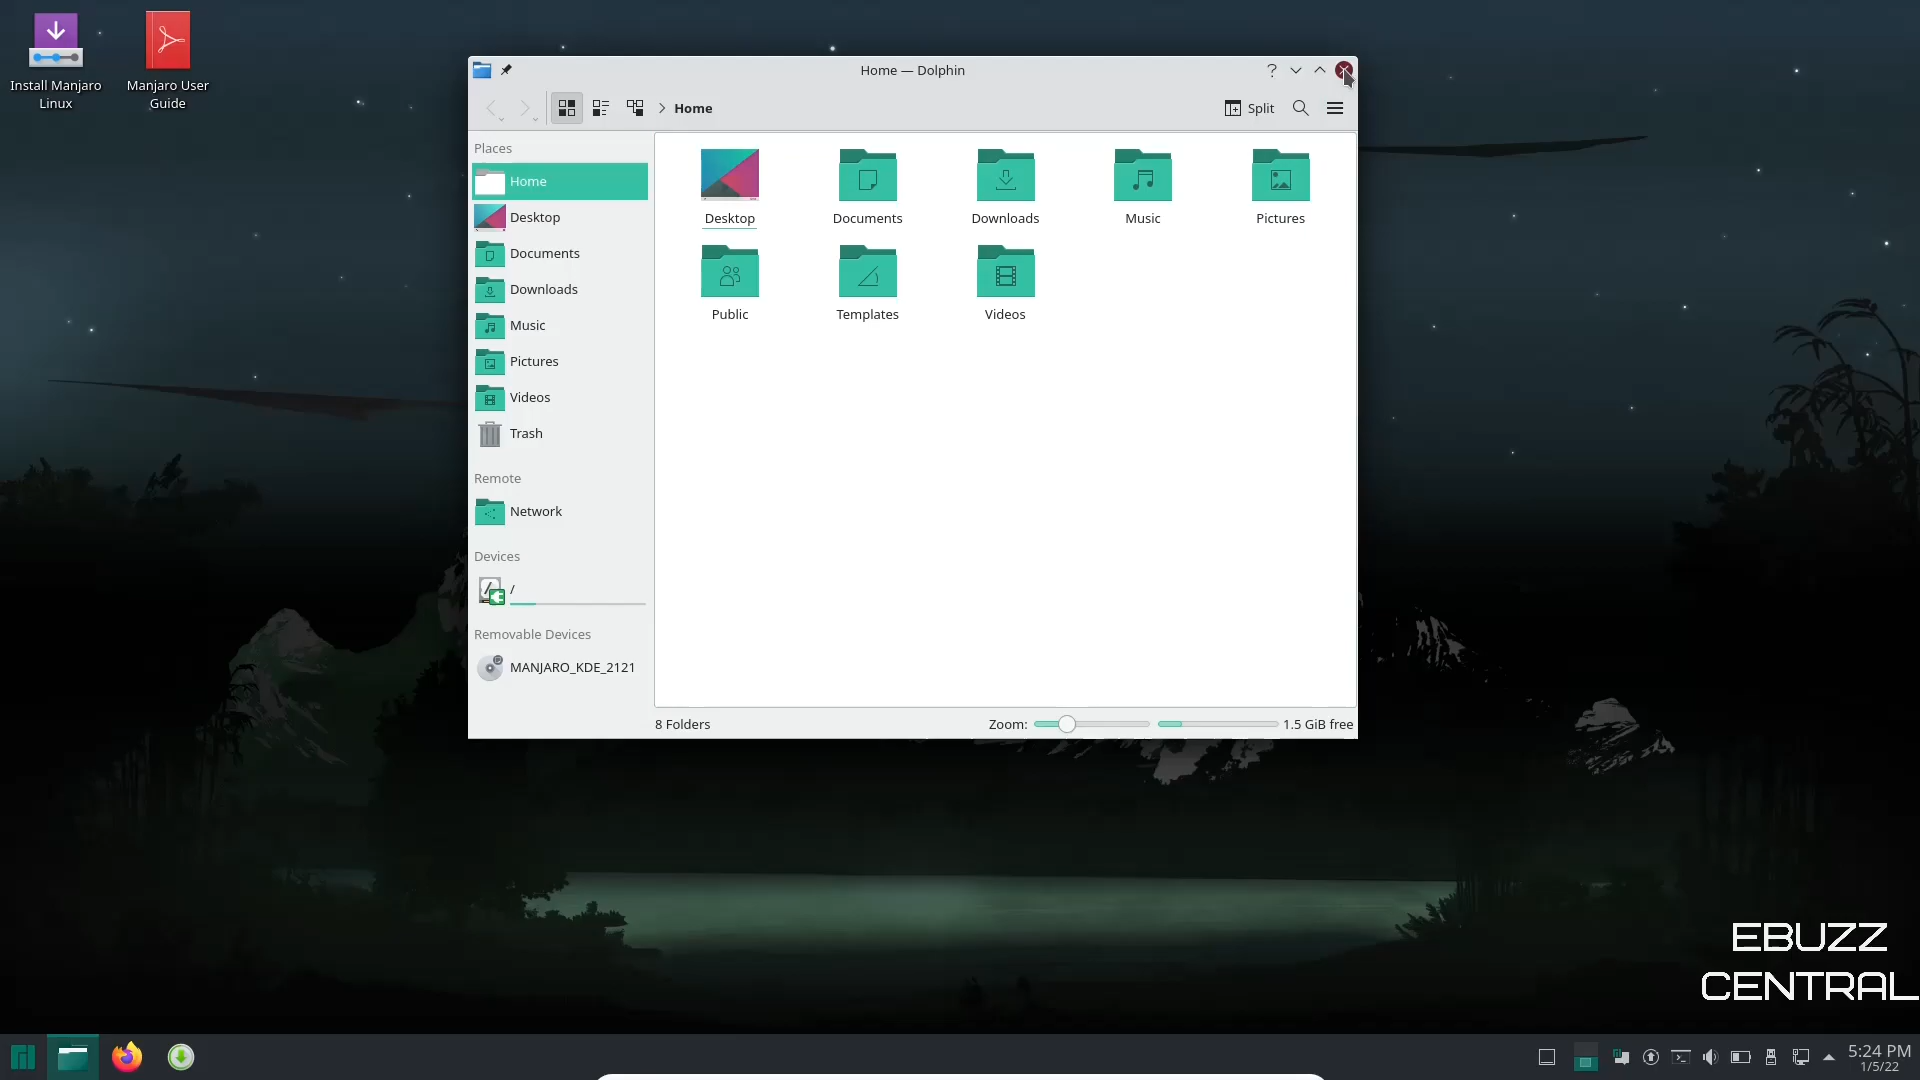 Install Manjaro
Linux
Manjaro User
Guide
Home — Dolphin
Home
Split
Places
Home
Desktop
Documents
Downloads
Music
Pictures
Videos
Trash
Remote
Network
Devices
/
Removable Devices
MANJARO_KDE_2121
Desktop
Documents
Downloads
Music
Pictures
Public
Templates
Videos
8 Folders
Zoom:
1.5 GiB free
EBUZZ
CENTRAL
5:24 PM
1/5/22